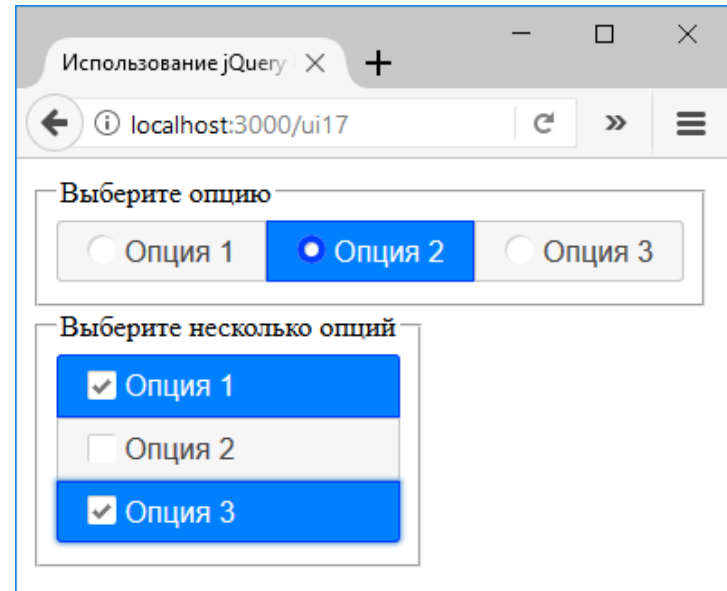 Использование jQuery
localhost:3000/ui17
Выберите опцию
Опция 1 Опция 2 Опция 3
Выберите несколько опций
Опция 1
Опция 2
Опция 3